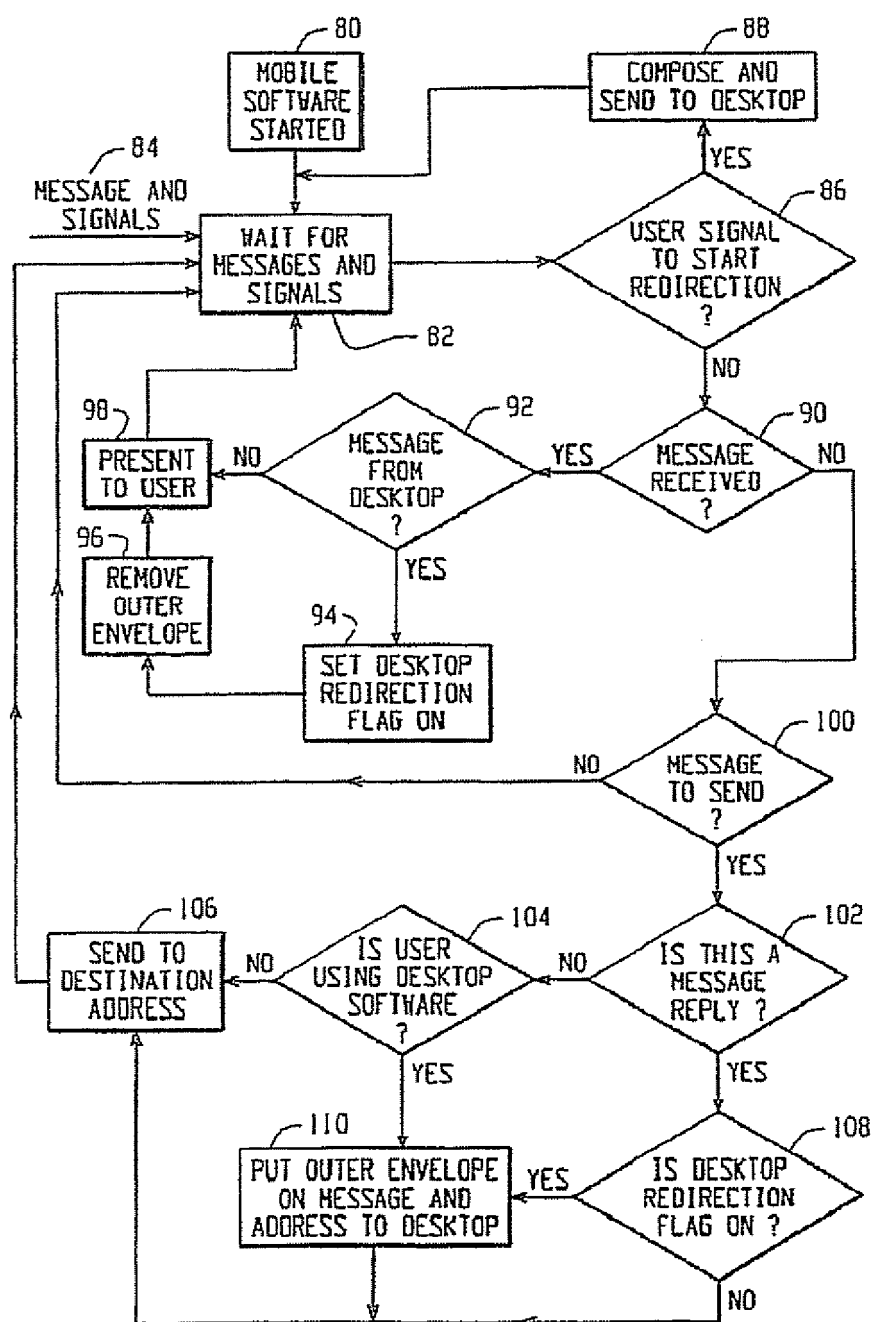 80
MOBILE
SOFTWARE
STARTED
88
COMPOSE AND
SEND TO DESKTOP
84
MESSAGE AND
SIGNALS
YES
86
WAIT FOR
MESSAGES AND
SIGNALS
82
USER SIGNAL
TO START
REDIRECTION
?
NO
98
PRESENT
TO USER
NO
92
MESSAGE
FROM
DESKTOP
?
YES
90
MESSAGE
RECEIVED
?
NO
96
REMOVE
OUTER
ENVELOPE
YES
94
SET DESKTOP
REDIRECTION
FLAG ON
100
NO
MESSAGE
TO SEND
?
YES
106
SEND TO
DESTINATION
ADDRESS
NO
104
IS USER
USING DESKTOP
SOFTWARE
?
NO
102
IS THIS A
MESSAGE
REPLY ?
YES
YES
110
PUT OUTER ENVELOPE
ON MESSAGE AND
ADDRESS TO DESKTOP
YES
108
IS DESKTOP
REDIRECTION
FLAG ON ?
NO